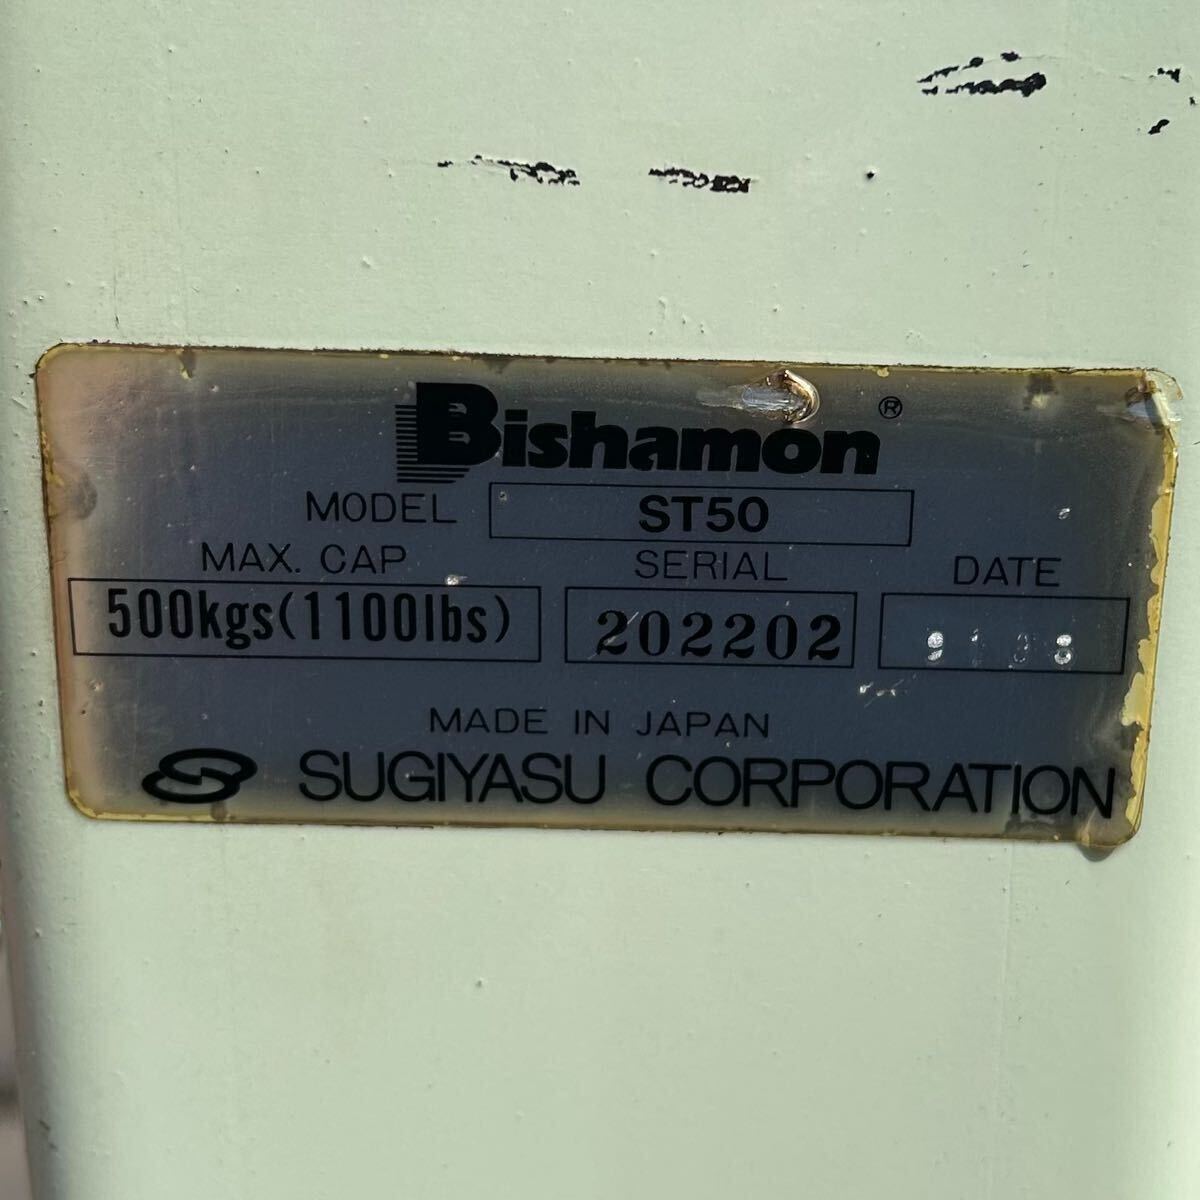 Bishamon ®
MODEL ST50
MAX. CAP SERIAL DATE
500kgs(1100lbs) 202202
MADE IN JAPAN
SUGIYASU CORPORATION